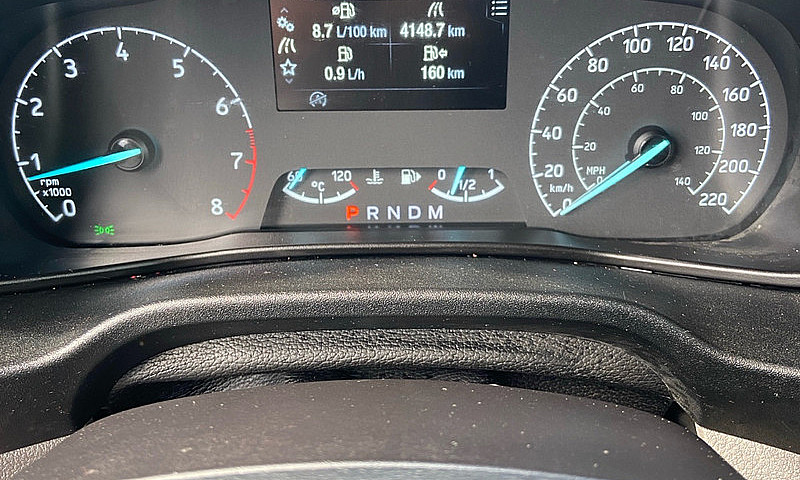 8.7 L/100 km 4148.7 km
0.9 L/h 160 km
0 1 2 3 4 5 6 7 8
rpm
x1000
60 120
°C
0 1/2 1
P R N D M
0 20 40 60 80 100 120 140 160 180 200 220
km/h
0 20 40 60 80 100 120 140
MPH